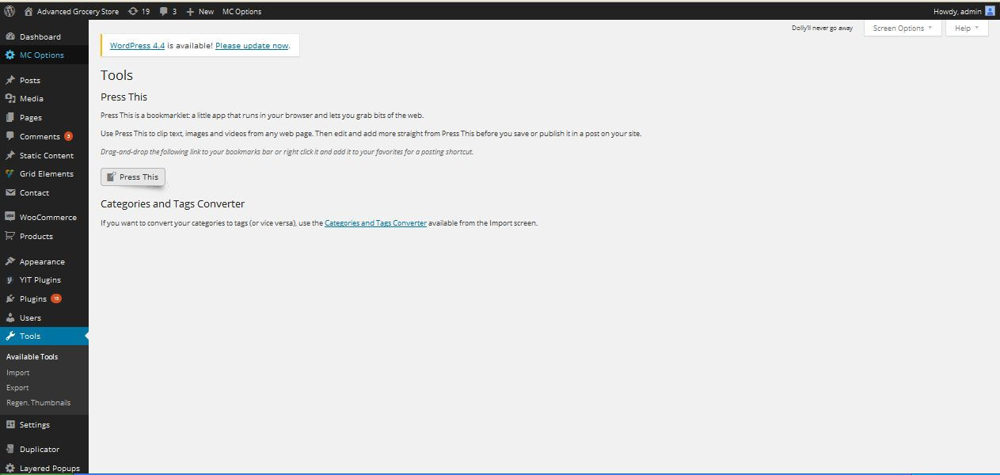 Advanced Grocery Store 19 3 New MC Options Howdy, admin
Dashboard
MC Options
Posts
Media
Pages
Comments 3
Static Content
Grid Elements
Contact
WooCommerce
Products
Appearance
YIT Plugins
Plugins 15
Users
Tools
Available Tools
Import
Export
Regen. Thumbnails
Settings
Duplicator
Layered Popups
Dolly'll never go away Screen Options Help
WordPress 4.4 is available! Please update now.
Tools
Press This
Press This is a bookmarklet: a little app that runs in your browser and lets you grab bits of the web.
Use Press This to clip text, images and videos from any web page. Then edit and add more straight from Press This before you save or publish it in a post on your site.
Drag-and-drop the following link to your bookmarks bar or right click it and add it to your favorites for a posting shortcut.
Press This
Categories and Tags Converter
If you want to convert your categories to tags (or vice versa), use the Categories and Tags Converter available from the Import screen.